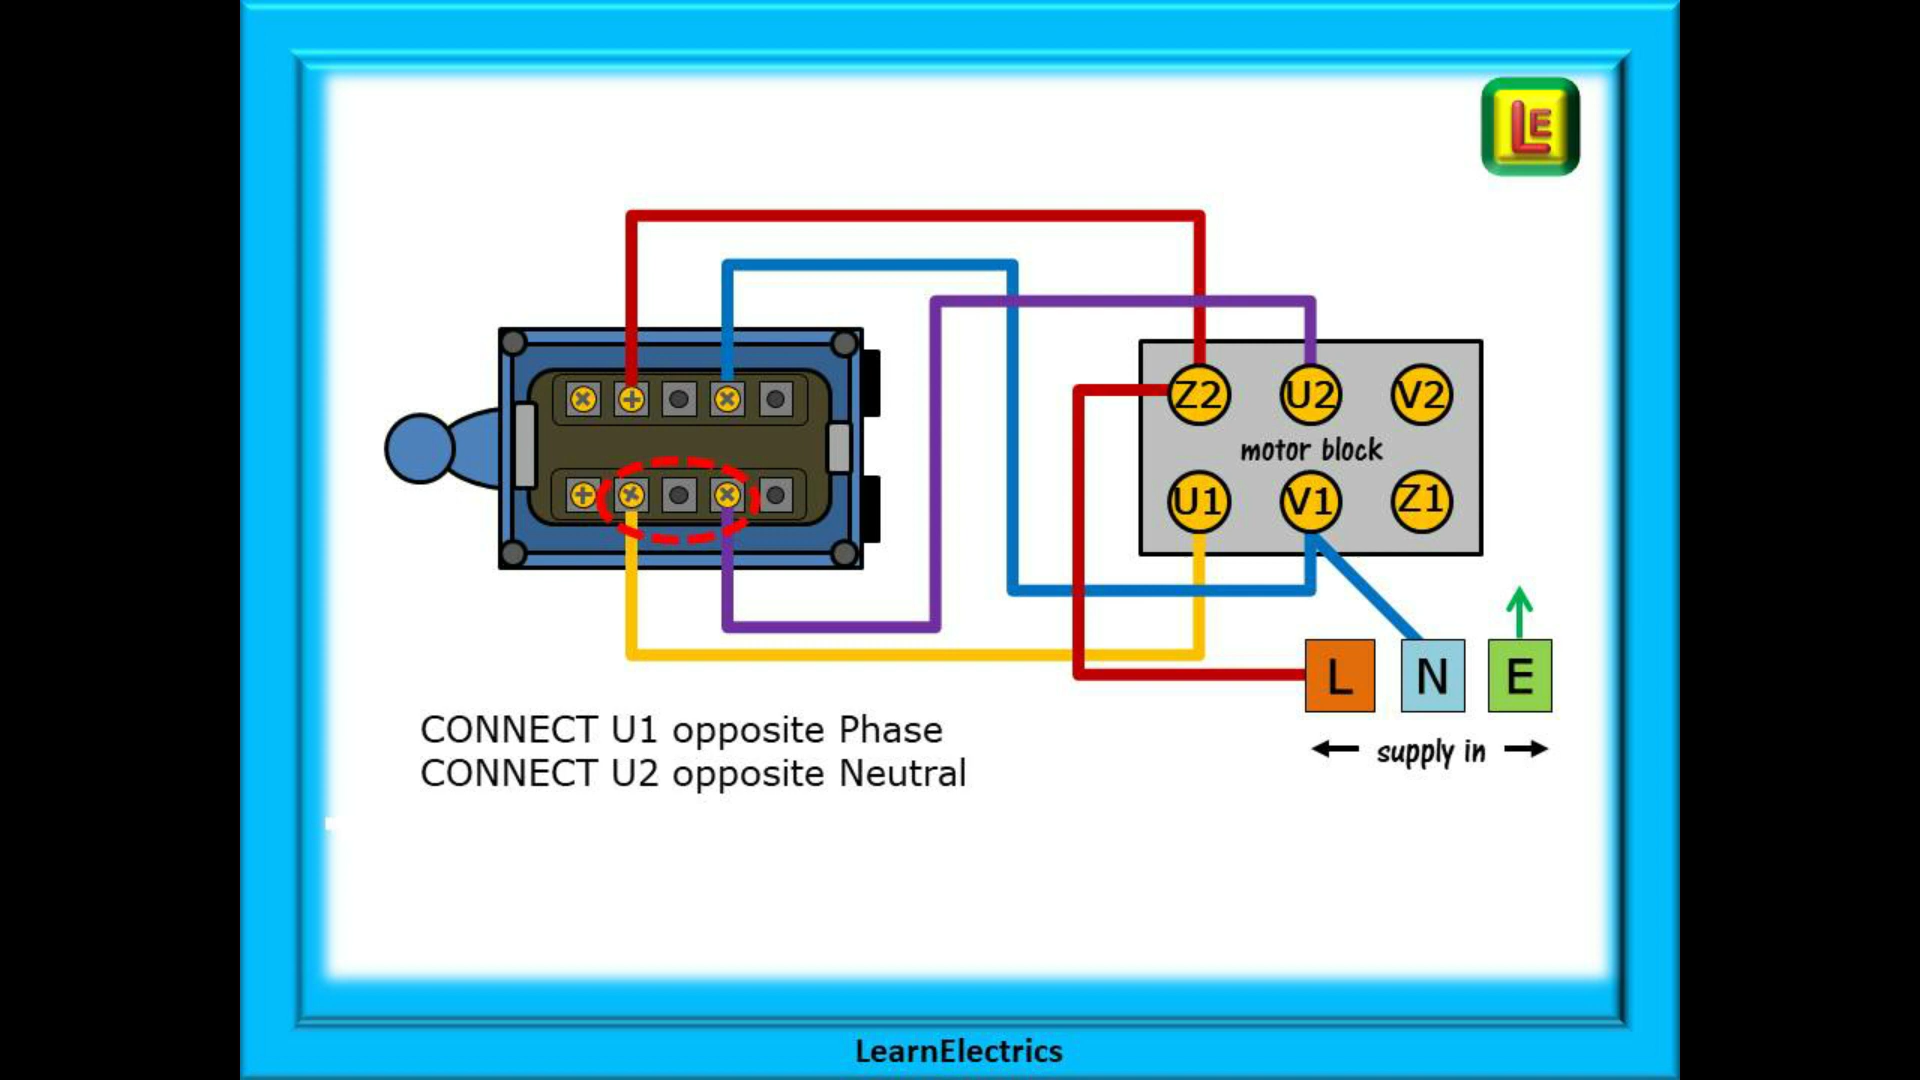 LE
Z2 U2 V2
motor block
U1 V1 Z1
L N E
supply in
CONNECT U1 opposite Phase
CONNECT U2 opposite Neutral
LearnElectrics